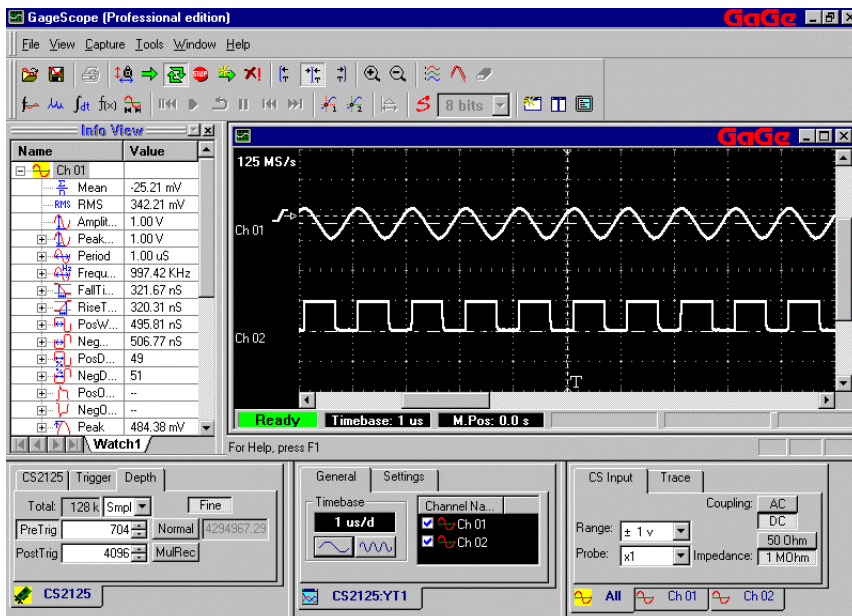 GageScope (Professional edition)
GaGe
File View Capture Tools Window Help
STOP
∫dt f(x)
8 bits
Info View
GaGe
Name Value
Ch 01
Mean -25.21 mV
RMS RMS 342.21 mV
Amplit... 1.00 V
Peak... 1.00 V
Period 1.00 uS
Hz Frequ... 997.42 KHz
FallTi... 321.67 nS
RiseT... 320.31 nS
PosW... 495.81 nS
Neg... 506.77 nS
PosD... 49
NegD... 51
PosO... --
NegO... --
Peak 484.38 mV
Watch1
125 MS/s
Ch 01
Ch 02
T
Ready Timebase: 1 us M.Pos: 0.0 s
For Help, press F1
CS2125 Trigger Depth
Total: 128 k Smpl Fine
PreTrig 704 Normal 4294967.29
PostTrig 4096 MulRec
CS2125
General Settings
Timebase
1 us/d
Channel Na...
Ch 01
Ch 02
CS2125:YT1
CS Input Trace
Coupling: AC
DC
Range: ± 1 v
50 Ohm
Probe: x1 Impedance: 1 MOhm
All Ch 01 Ch 02